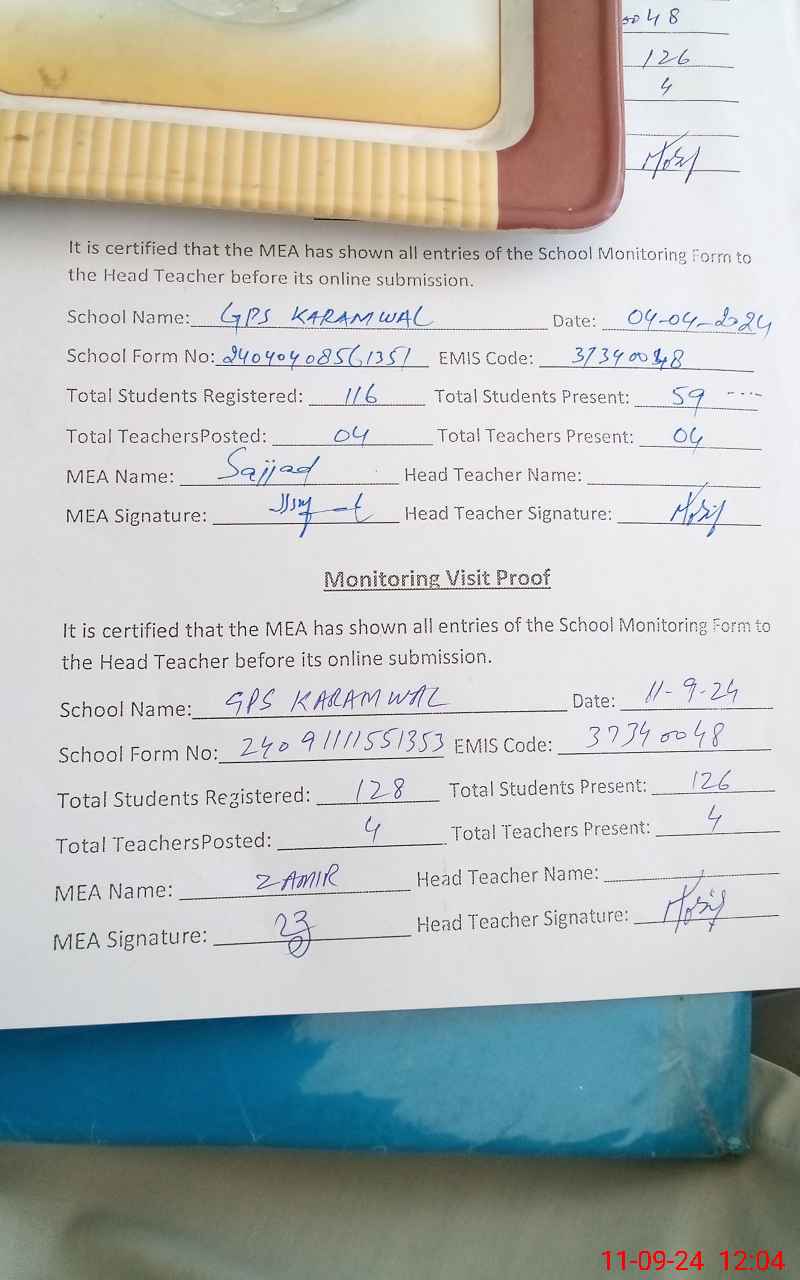 0048
126
4
It is certified that the MEA has shown all entries of the School Monitoring Form to
the Head Teacher before its online submission.
School Name: GPS KARAMWAL Date: 04-04-2024
School Form No: 24040408561351 EMIS Code: 37340048
Total Students Registered: 116 Total Students Present: 59
Total TeachersPosted: 04 Total Teachers Present: 04
MEA Name: Sajjad Head Teacher Name:
MEA Signature: Head Teacher Signature:
Monitoring Visit Proof
It is certified that the MEA has shown all entries of the School Monitoring Form to
the Head Teacher before its online submission.
School Name: GPS KARAMWAL Date: 11-9-24
School Form No: 24091111551353 EMIS Code: 37340048
Total Students Registered: 128 Total Students Present: 126
Total TeachersPosted: 4 Total Teachers Present: 4
MEA Name: ZAMIR Head Teacher Name:
MEA Signature: Head Teacher Signature:
11-09-24 12:04